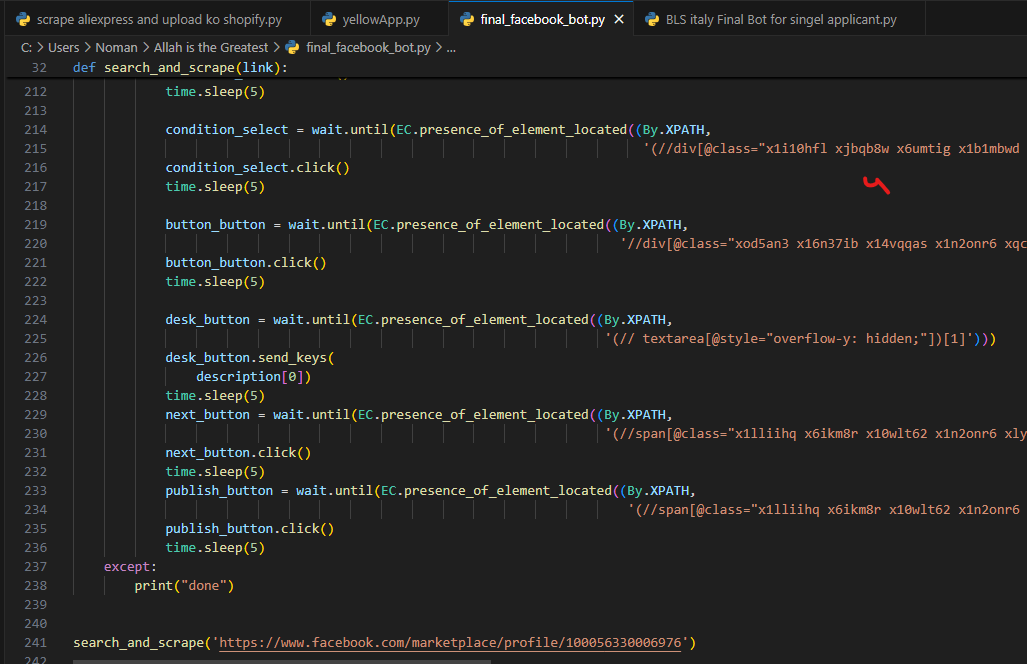 scrape aliexpress and upload ko shopify.py
yellowApp.py
final_facebook_bot.py
BLS italy Final Bot for singel applicant.py
C: > Users > Noman > Allah is the Greatest > final_facebook_bot.py > ...
32 def search_and_scrape(link):
212 time.sleep(5)
213
214 condition_select = wait.until(EC.presence_of_element_located((By.XPATH,
215 '(//div[@class="x1i10hfl xjbqb8w x6umtig x1b1mbwd
216 condition_select.click()
217 time.sleep(5)
218
219 button_button = wait.until(EC.presence_of_element_located((By.XPATH,
220 '//div[@class="xod5an3 x16n37ib x14vqqas x1n2onr6 xqc
221 button_button.click()
222 time.sleep(5)
223
224 desk_button = wait.until(EC.presence_of_element_located((By.XPATH,
225 '(// textarea[@style="overflow-y: hidden;"])[1]')))
226 desk_button.send_keys(
227 description[0])
228 time.sleep(5)
229 next_button = wait.until(EC.presence_of_element_located((By.XPATH,
230 '(//span[@class="x1lliihq x6ikm8r x10wlt62 x1n2onr6 xly
231 next_button.click()
232 time.sleep(5)
233 publish_button = wait.until(EC.presence_of_element_located((By.XPATH,
234 '(//span[@class="x1lliihq x6ikm8r x10wlt62 x1n2onr6
235 publish_button.click()
236 time.sleep(5)
237 except:
238 print("done")
239
240
241 search_and_scrape('https://www.facebook.com/marketplace/profile/100056330006976')
242